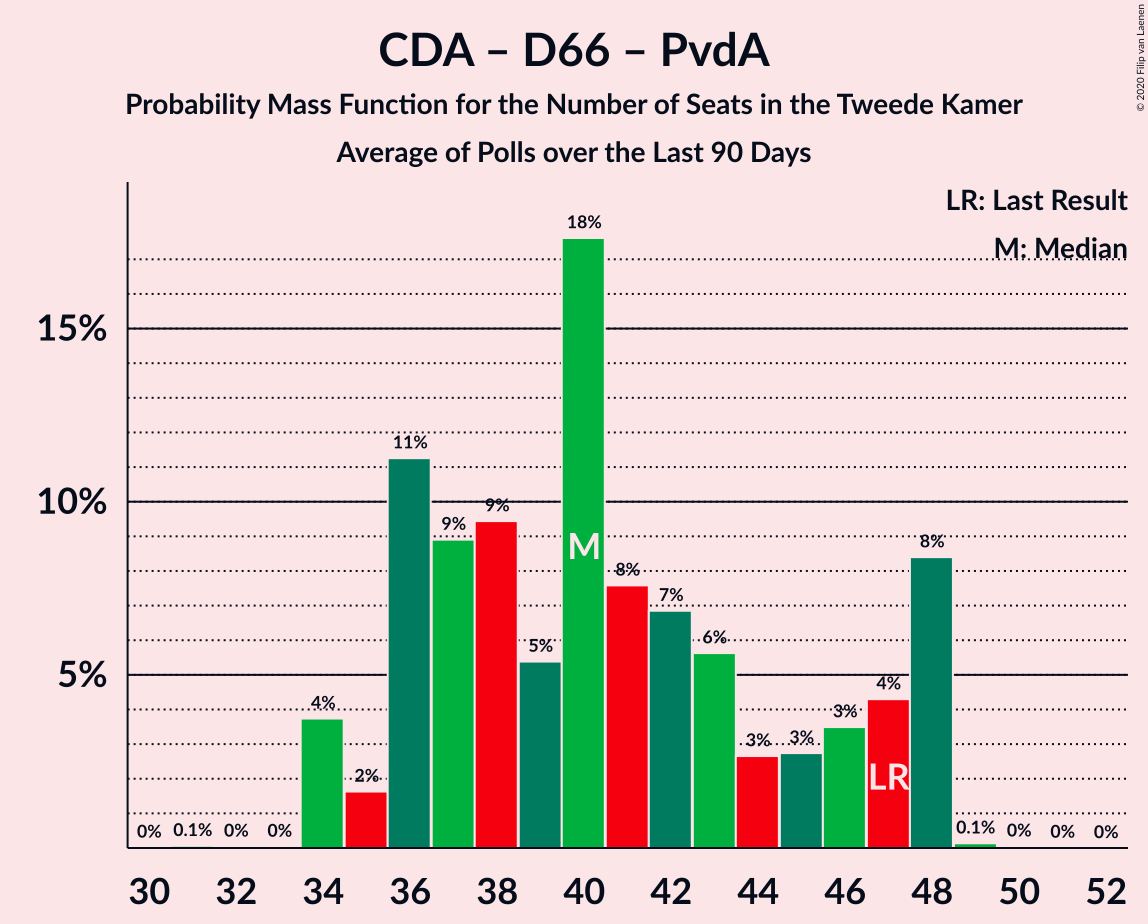 CDA – D66 – PvdA
Probability Mass Function for the Number of Seats in the Tweede Kamer
Average of Polls over the Last 90 Days
© 2020 Filip van Laenen
LR: Last Result
M: Median
18%
15%
11%
10%
9%
9%
M
8%
8%
7%
6%
5%
5%
4%
4%
3%
3%
3%
LR
2%
0%
0.1%
0%
0%
0.1%
0%
0%
0%
30 32 34 36 38 40 42 44 46 48 50 52